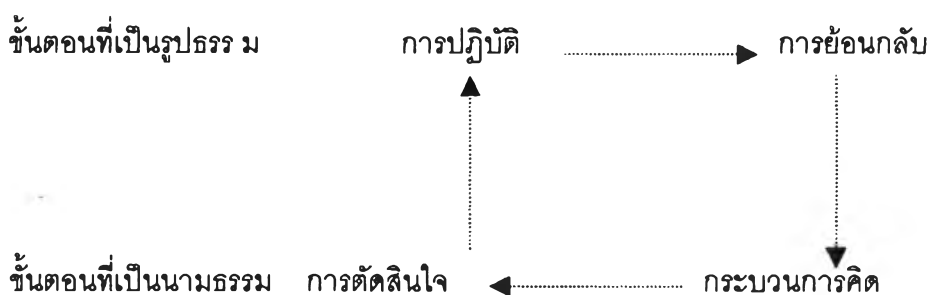 ขั้นตอนที่เป็นรูปธรร ม การปฏิบัติ การย้อนกลับ
ขั้นตอนที่เป็นนามธรรม การตัดสินใจ กระบวนการคิด